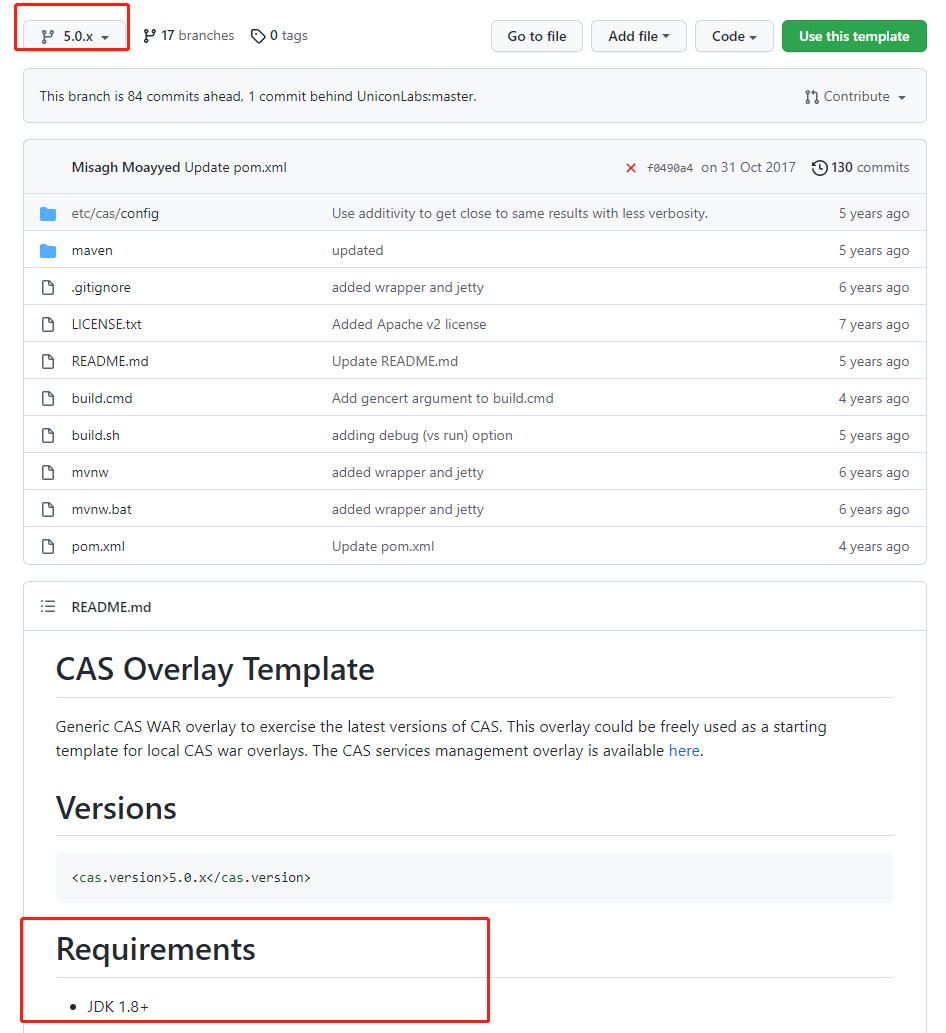 5.0.x 17 branches 0 tags Go to file Add file Code Use this template
This branch is 84 commits ahead, 1 commit behind UniconLabs:master. Contribute
Misagh Moayyed Update pom.xml f0490a4 on 31 Oct 2017 130 commits
etc/cas/config Use additivity to get close to same results with less verbosity. 5 years ago
maven updated 5 years ago
.gitignore added wrapper and jetty 6 years ago
LICENSE.txt Added Apache v2 license 7 years ago
README.md Update README.md 5 years ago
build.cmd Add gencert argument to build.cmd 4 years ago
build.sh adding debug (vs run) option 5 years ago
mvnw added wrapper and jetty 6 years ago
mvnw.bat added wrapper and jetty 6 years ago
pom.xml Update pom.xml 4 years ago
README.md
CAS Overlay Template
Generic CAS WAR overlay to exercise the latest versions of CAS. This overlay could be freely used as a starting
template for local CAS war overlays. The CAS services management overlay is available here.
Versions
<cas.version>5.0.x</cas.version>
Requirements
• JDK 1.8+